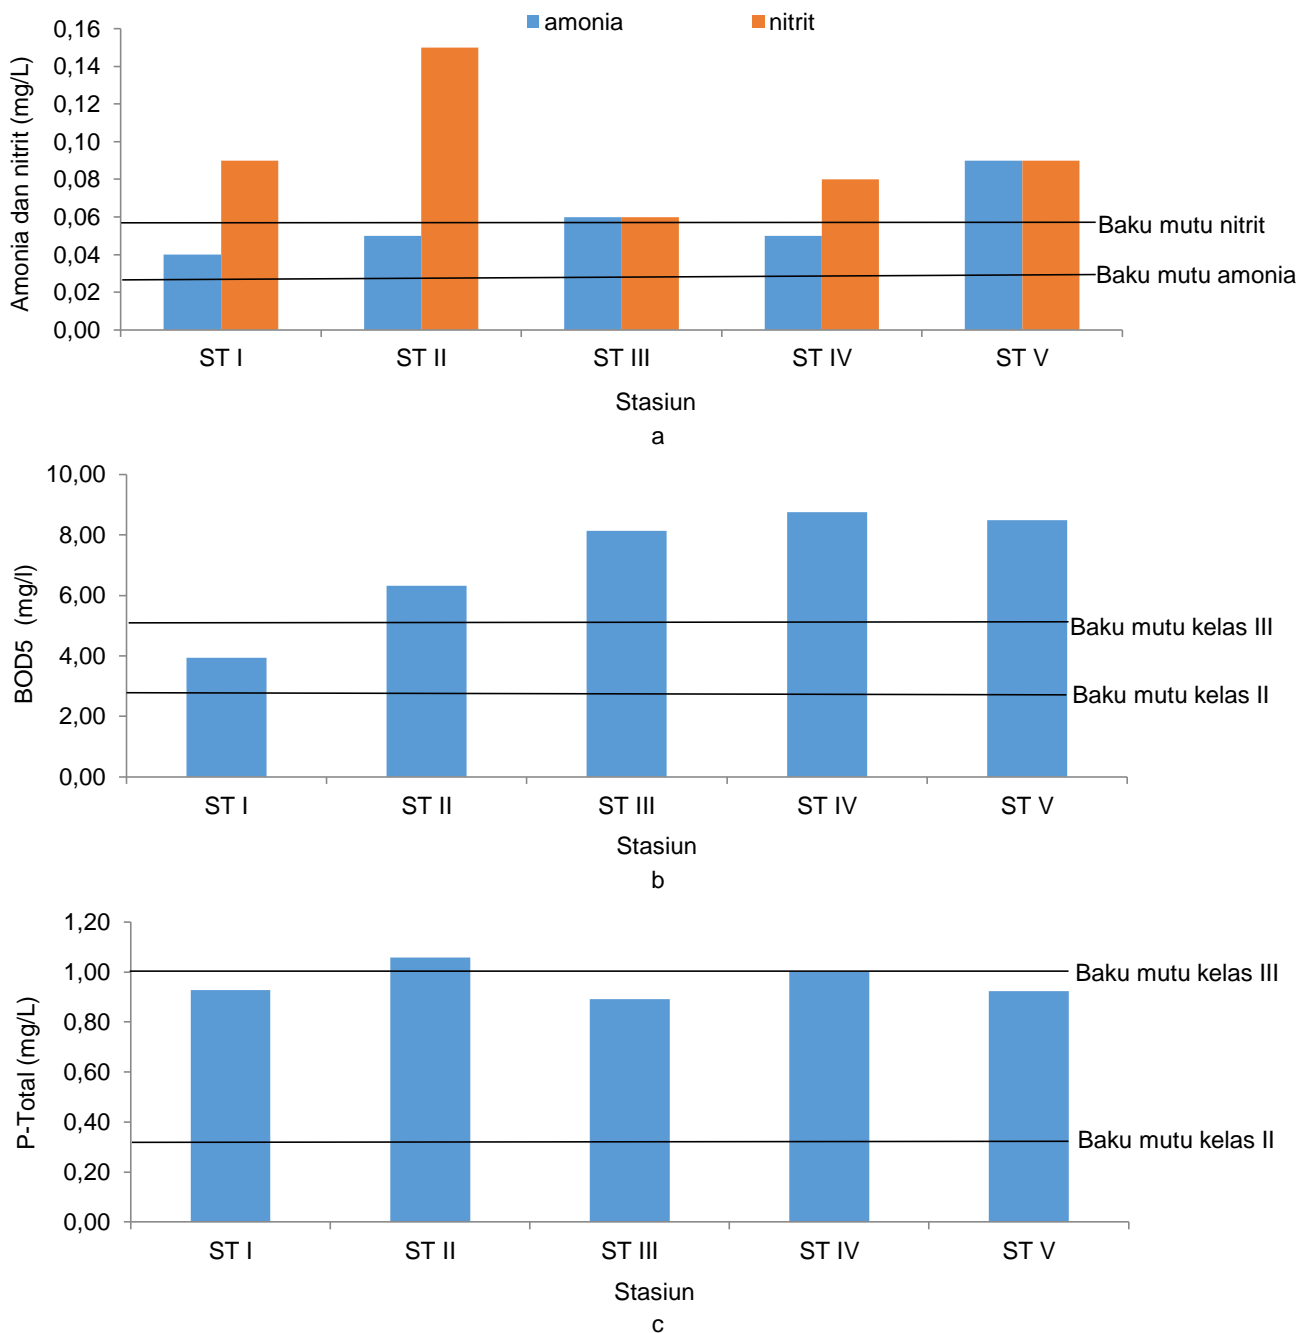 amonia nitrit
Amonia dan nitrit (mg/L)
0,16
0,14
0,12
0,10
0,08
0,06
0,04
0,02
0,00
Baku mutu nitrit
Baku mutu amonia
ST I ST II ST III ST IV ST V
Stasiun
a
BOD5 (mg/l)
10,00
8,00
6,00
4,00
2,00
0,00
Baku mutu kelas III
Baku mutu kelas II
ST I ST II ST III ST IV ST V
Stasiun
b
P-Total (mg/L)
1,20
1,00
0,80
0,60
0,40
0,20
0,00
Baku mutu kelas III
Baku mutu kelas II
ST I ST II ST III ST IV ST V
Stasiun
c